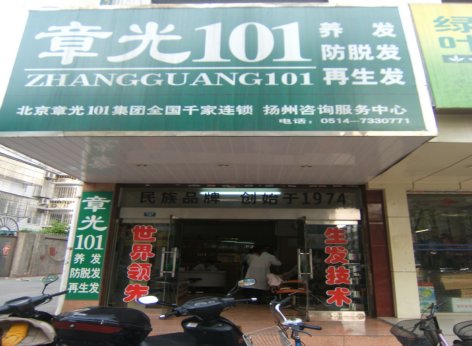 章光101
养发
防脱发
再生发
ZHANGGUANG101
北京章光101集团全国千家连锁 扬州咨询服务中心
电话：0514-7330771
民族品牌 创始于1974
章光
101
养发
防脱发
再生发
世界领先
生发技术